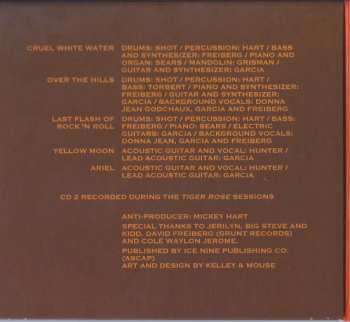 CRUEL WHITE WATER DRUMS: SHOT / PERCUSSION: HART / BASS
AND SYNTHESIZER: FREIBERG / PIANO AND
ORGAN: SEARS / MANDOLIN: GRISMAN /
GUITAR AND SYNTHESIZER: GARCIA
OVER THE HILLS DRUMS: SHOT / PERCUSSION: HART /
BASS: TORBERT / PIANO AND SYNTHESIZER:
FREIBERG / GUITAR AND SYNTHESIZER:
GARCIA / BACKGROUND VOCALS: DONNA
JEAN GODCHAUX, GARCIA AND FREIBERG
LAST FLASH OF DRUMS: SHOT / PERCUSSION: HART / BASS:
ROCK 'N ROLL FREIBERG / PIANO: SEARS / ELECTRIC
GUITARS: GARCIA / BACKGROUND VOCALS:
DONNA JEAN, GARCIA AND FREIBERG
YELLOW MOON ACOUSTIC GUITAR AND VOCAL: HUNTER /
LEAD ACOUSTIC GUITAR: GARCIA
ARIEL ACOUSTIC GUITAR AND VOCAL: HUNTER /
LEAD ACOUSTIC GUITAR: GARCIA
CD 2 RECORDED DURING THE TIGER ROSE SESSIONS
ANTI-PRODUCER: MICKEY HART
SPECIAL THANKS TO JERILYN, BIG STEVE AND
KIDD, DAVID FREIBERG (GRUNT RECORDS)
AND COLE WAYLON JEROME.
PUBLISHED BY ICE NINE PUBLISHING CO.
(ASCAP)
ART AND DESIGN BY KELLEY & MOUSE